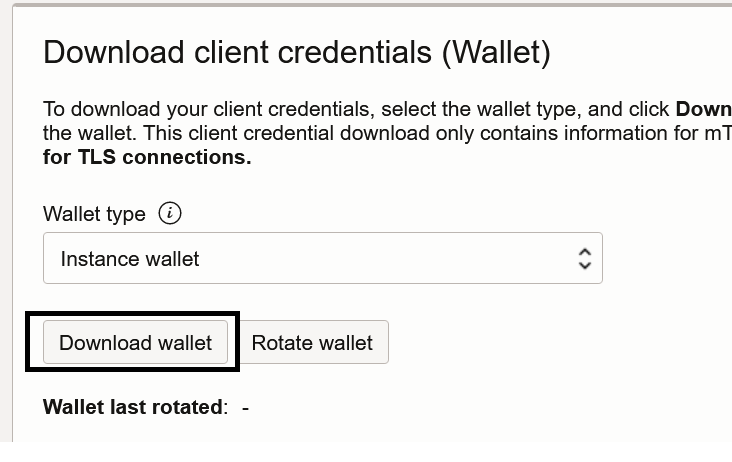 Download client credentials (Wallet)
To download your client credentials, select the wallet type, and click Down
the wallet. This client credential download only contains information for mT
for TLS connections.
Wallet type i
Instance wallet
Download wallet Rotate wallet
Wallet last rotated: -